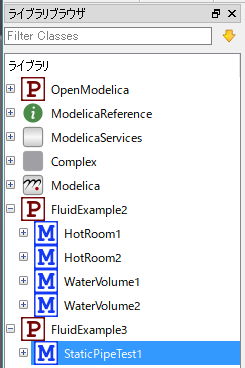 ライブラリブラウザ
Filter Classes
ライブラリ
P OpenModelica
i ModelicaReference
ModelicaServices
Complex
m Modelica
P FluidExample2
M HotRoom1
M HotRoom2
M WaterVolume1
M WaterVolume2
P FluidExample3
M StaticPipeTest1